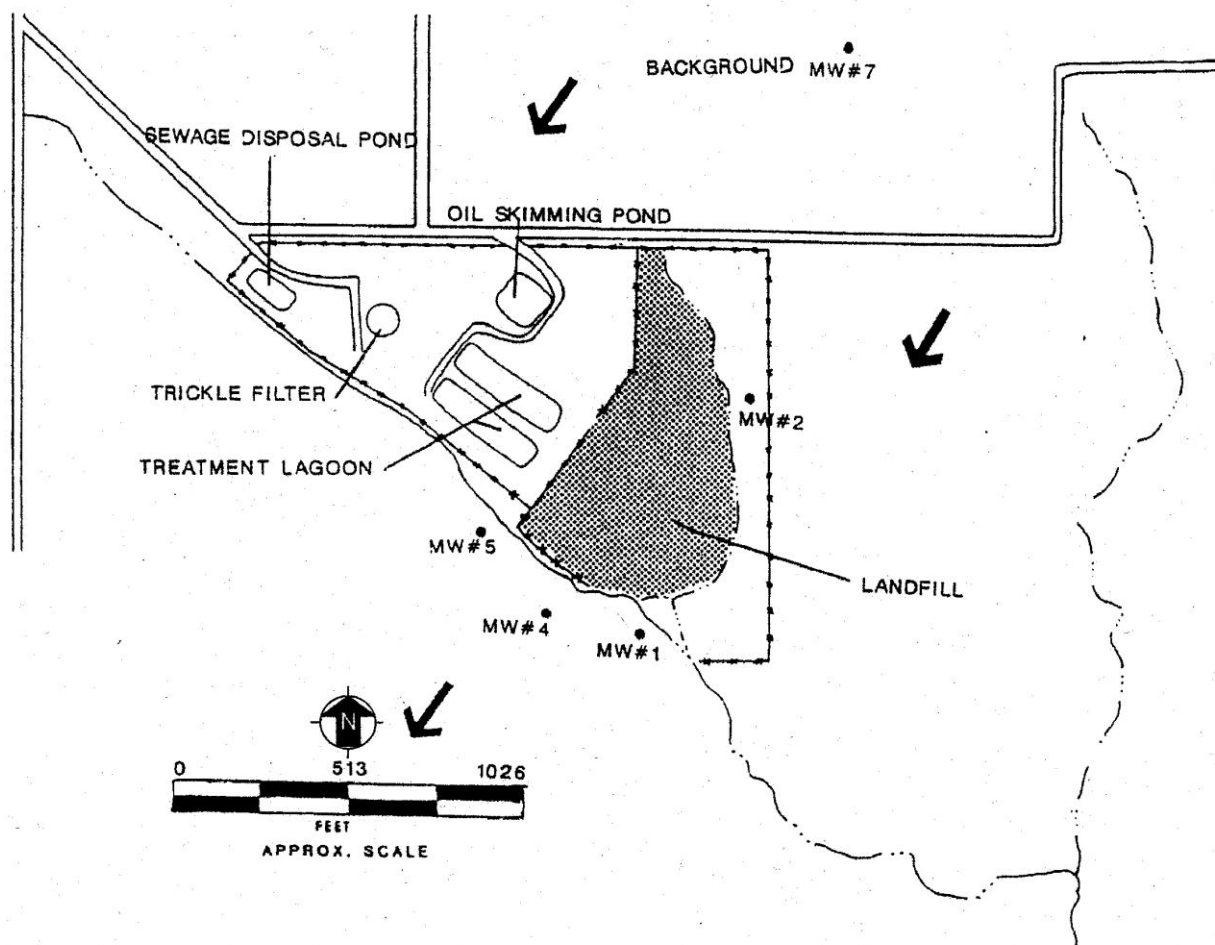 BACKGROUND MW#7
SEWAGE DISPOSAL POND
OIL SKIMMING POND
TRICKLE FILTER
MW#2
TREATMENT LAGOON
MW#5
LANDFILL
MW#4
MW#1
N
0 513 1026
FEET
APPROX. SCALE